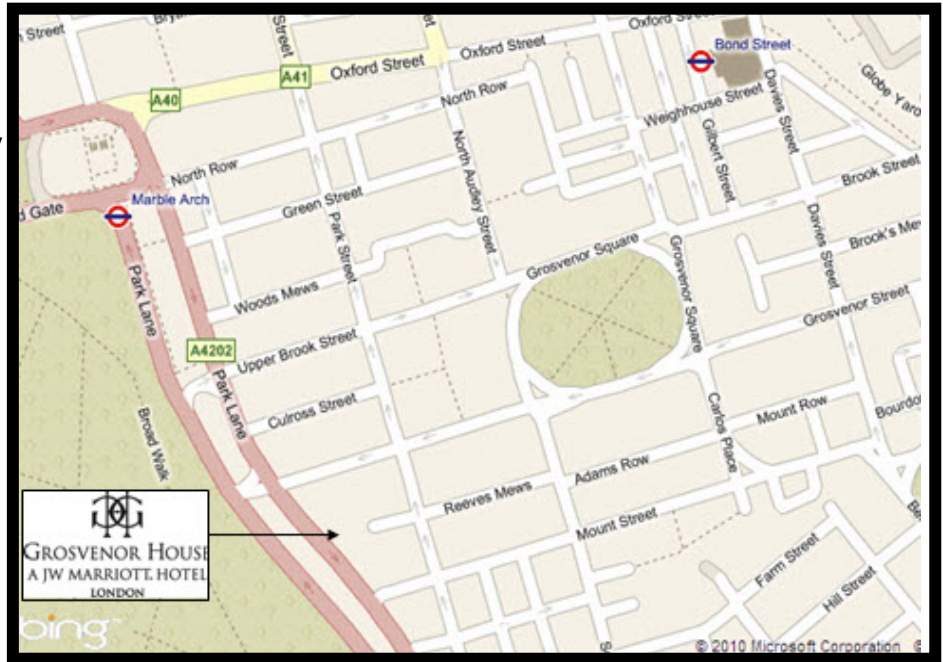 Street
Street
Oxford Street
Oxford Street
Bond Street
A41
Oxford Street
A40
North Row
Davies Street
Globe Yard
Weighhouse Street
Gilbert Street
North Audley Street
North Row
Brook Street
Marble Arch
Green Street
Gate
Park Street
Grosvenor Square
Grosvenor Square
Davies Street
Brook's Mews
Park Lane
Woods Mews
Grosvenor Street
A4202
Upper Brook Street
Park Lane
Culross Street
Carlos Place
Mount Row
Broad Walk
Adams Row
Reeves Mews
Mount Street
Farm Street
Hill Street
GROSVENOR HOUSE
A JW MARRIOTT HOTEL
LONDON
bing™
© 2010 Microsoft Corporation ©